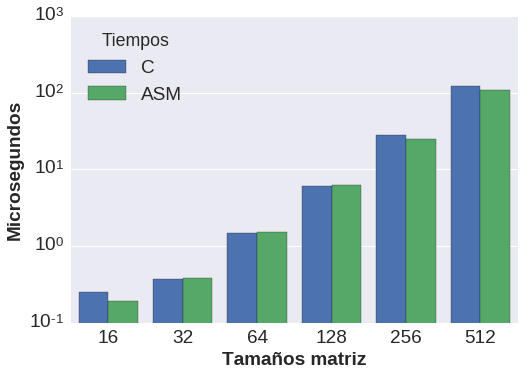 10³
10²
10¹
10⁰
10⁻¹
Microsegundos
Tiempos
C
ASM
16 32 64 128 256 512
Tamaños matriz